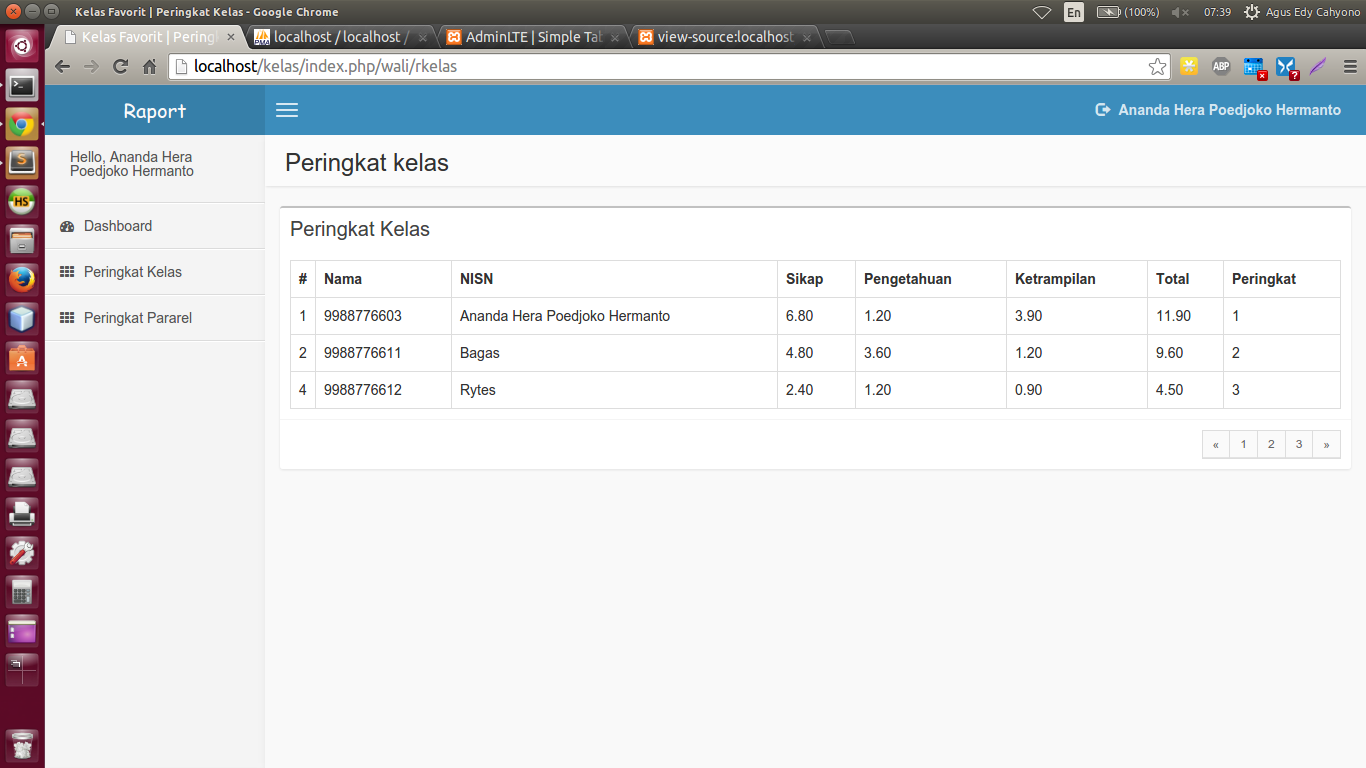 Kelas Favorit | Peringkat Kelas - Google Chrome
En (100%) 07:39 Agus Edy Cahyono
Kelas Favorit | Peringk localhost / localhost / AdminLTE | Simple Tab view-source:localhost
localhost/kelas/index.php/wali/rkelas
ABP
Raport
Ananda Hera Poedjoko Hermanto
Hello, Ananda Hera
Poedjoko Hermanto
Dashboard
Peringkat Kelas
Peringkat Pararel
Peringkat kelas
Peringkat Kelas
# Nama NISN Sikap Pengetahuan Ketrampilan Total Peringkat
1 9988776603 Ananda Hera Poedjoko Hermanto 6.80 1.20 3.90 11.90 1
2 9988776611 Bagas 4.80 3.60 1.20 9.60 2
4 9988776612 Rytes 2.40 1.20 0.90 4.50 3
« 1 2 3 »
HS